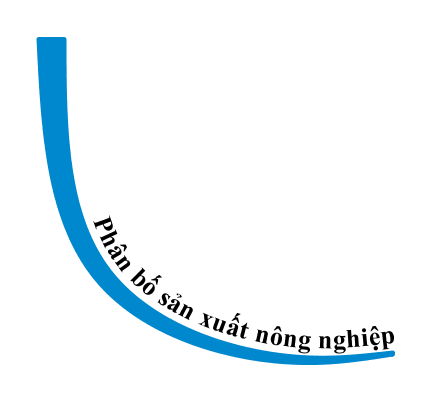 Phân bố sản xuất nông nghiệp